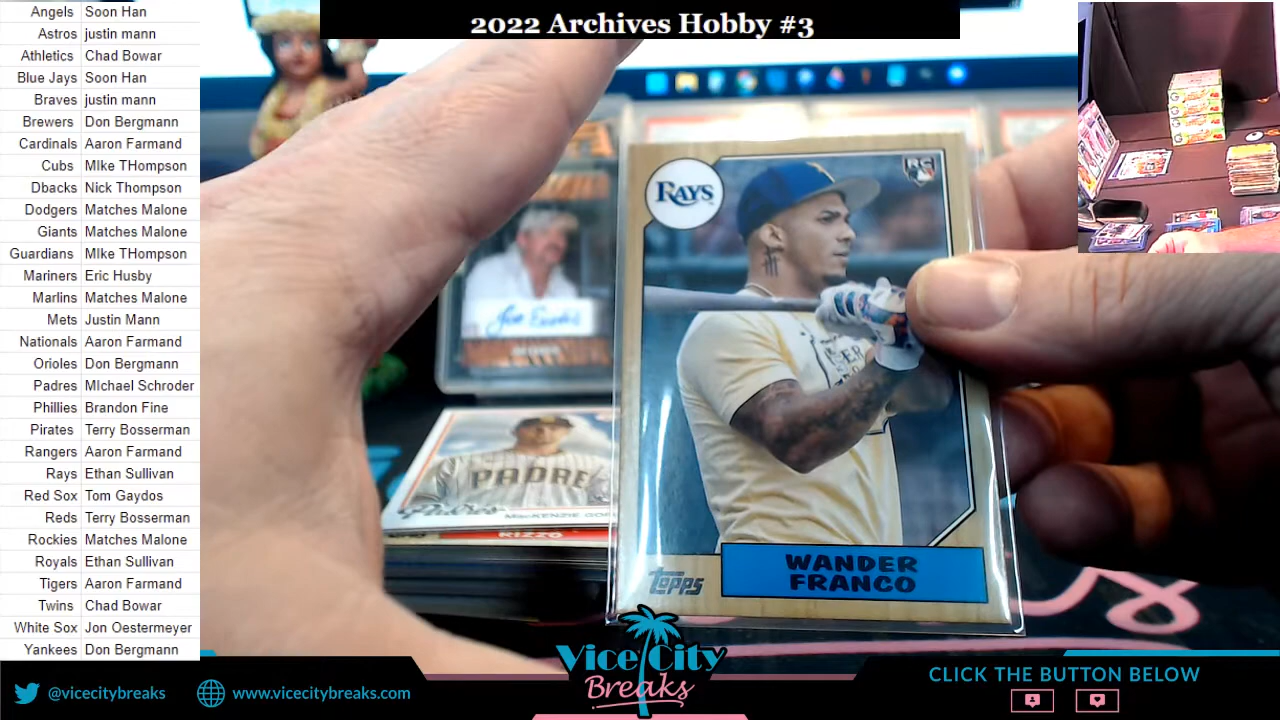 2022 Archives Hobby #3
Angels Soon Han
Astros justin mann
Athletics Chad Bowar
Blue Jays Soon Han
Braves justin mann
Brewers Don Bergmann
Cardinals Aaron Farmand
Cubs MIke THompson
Dbacks Nick Thompson
Dodgers Matches Malone
Giants Matches Malone
Guardians MIke THompson
Mariners Eric Husby
Marlins Matches Malone
Mets Justin Mann
Nationals Aaron Farmand
Orioles Don Bergmann
Padres MIchael Schroder
Phillies Brandon Fine
Pirates Terry Bosserman
Rangers Aaron Farmand
Rays Ethan Sullivan
Red Sox Tom Gaydos
Reds Terry Bosserman
Rockies Matches Malone
Royals Ethan Sullivan
Tigers Aaron Farmand
Twins Chad Bowar
White Sox Jon Oestermeyer
Yankees Don Bergmann
RAYS
RC
PADRE
Padres
MacKENZIE
RIZZO
topps
WANDER
FRANCO
Vice City
Breaks
@vicecitybreaks
www.vicecitybreaks.com
CLICK THE BUTTON BELOW